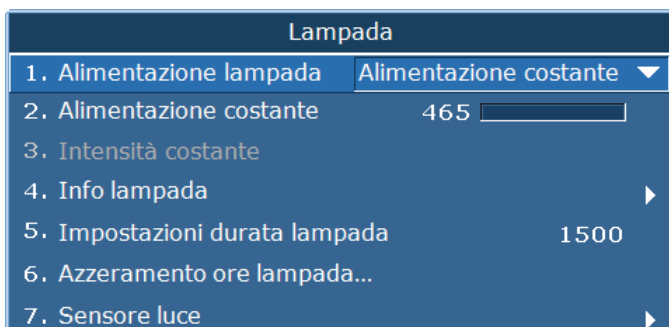 Lampada
1. Alimentazione lampada Alimentazione costante
2. Alimentazione costante 465
3. Intensità costante
4. Info lampada
5. Impostazioni durata lampada 1500
6. Azzeramento ore lampada...
7. Sensore luce